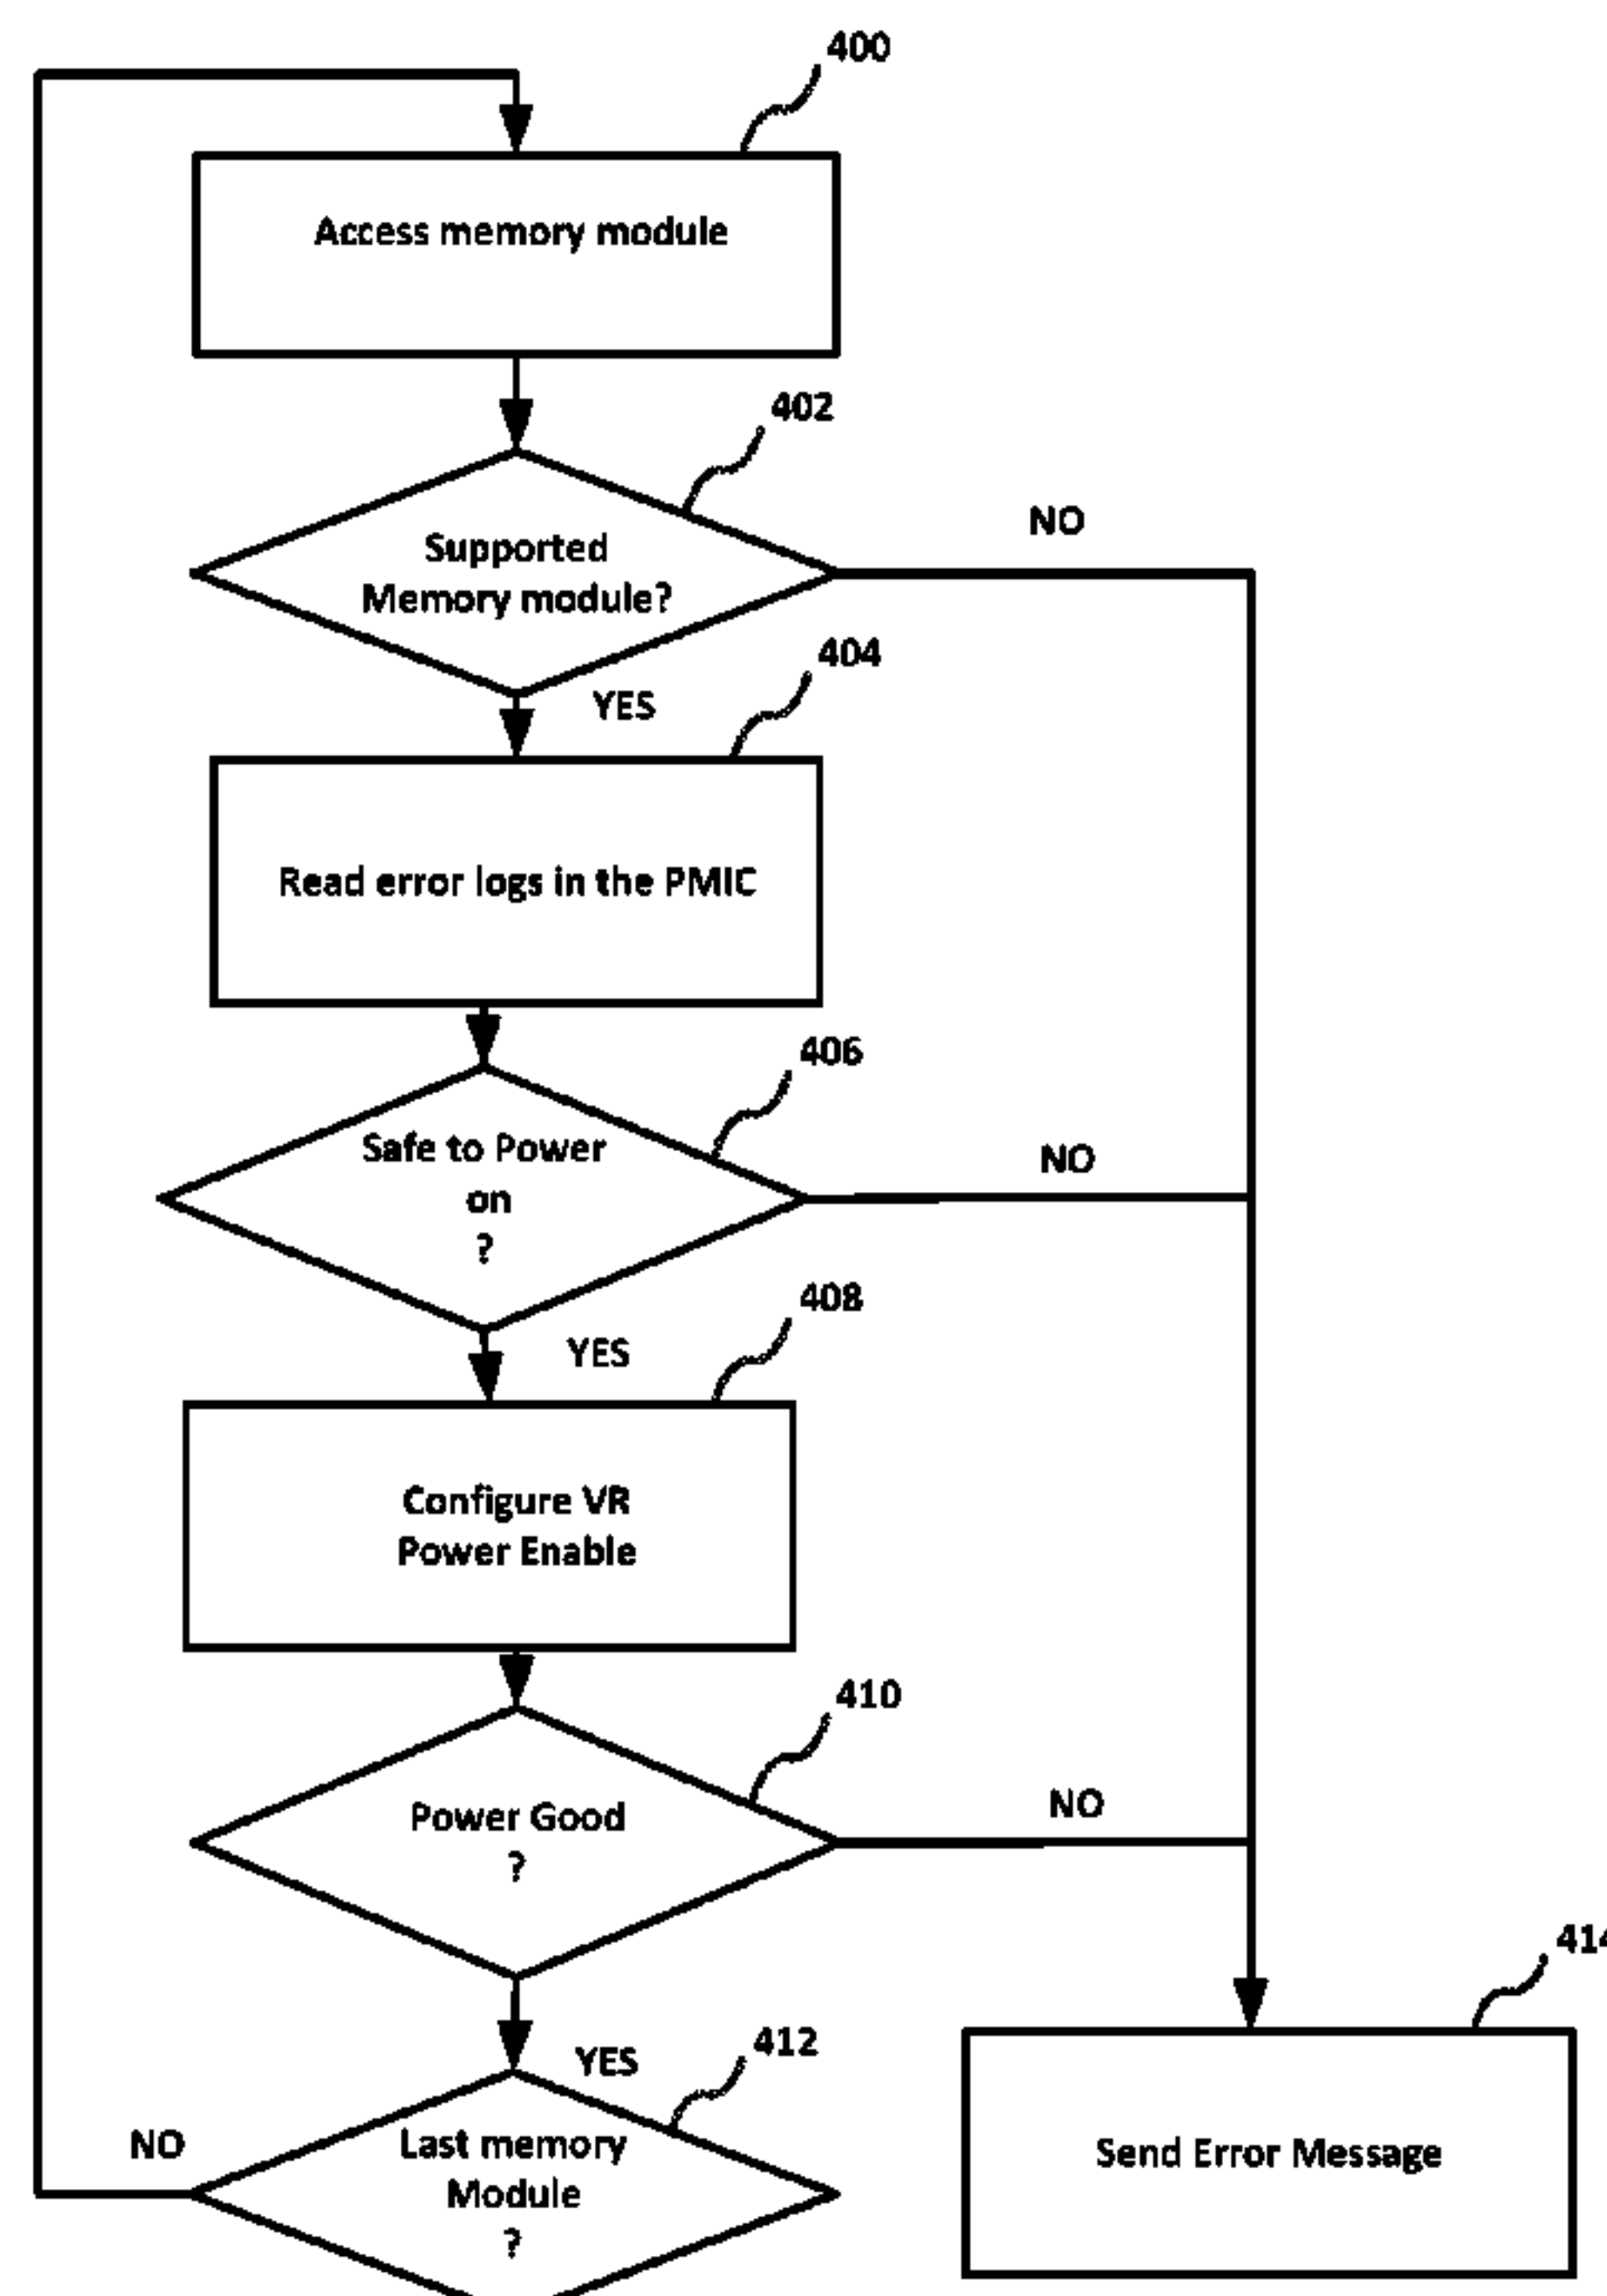 400
Access memory module
402
Supported
Memory module?
NO
YES
404
Read error logs in the PMIC
406
Safe to Power
on
?
NO
YES
408
Configure VR
Power Enable
410
Power Good
?
NO
YES
412
Last memory
Module
?
NO
414
Send Error Message